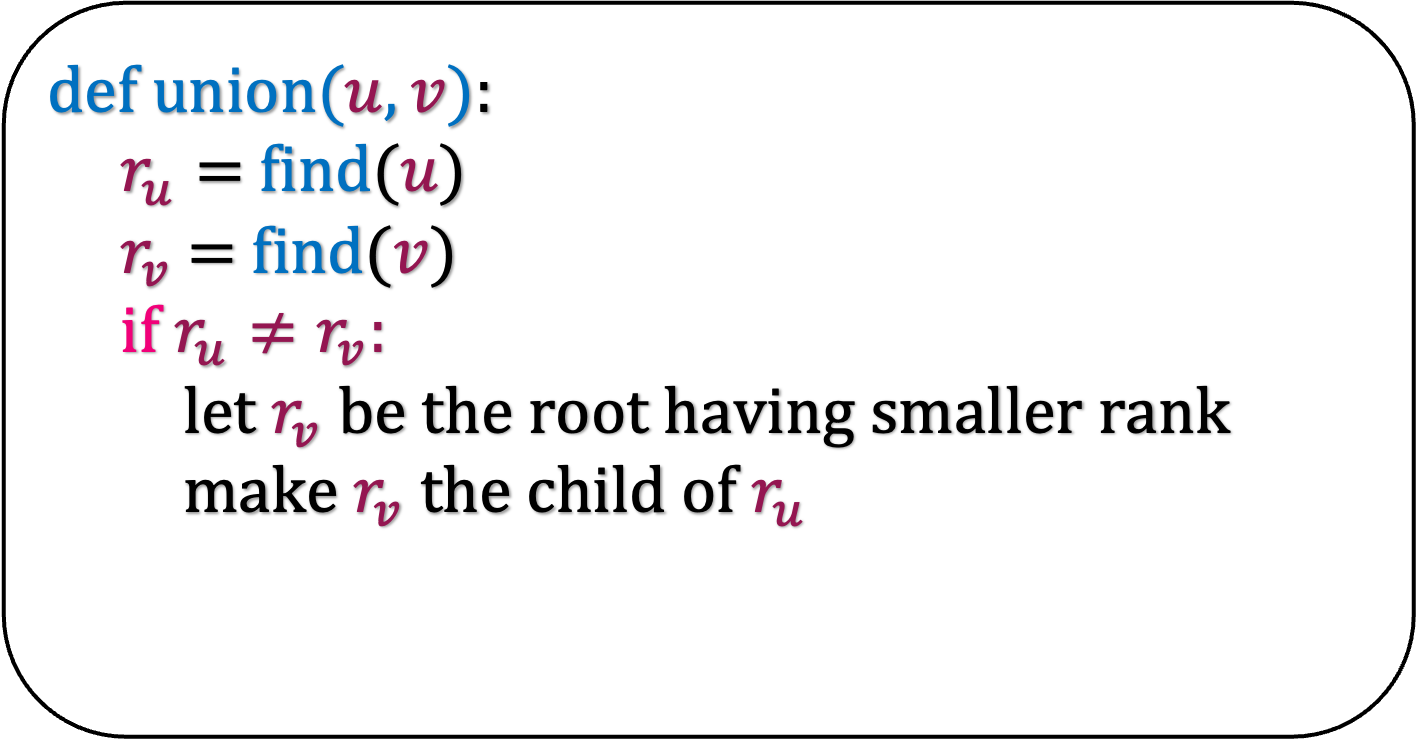 def union(u, v):
r_u = find(u)
r_v = find(v)
if r_u ≠ r_v:
let r_v be the root having smaller rank
make r_v the child of r_u